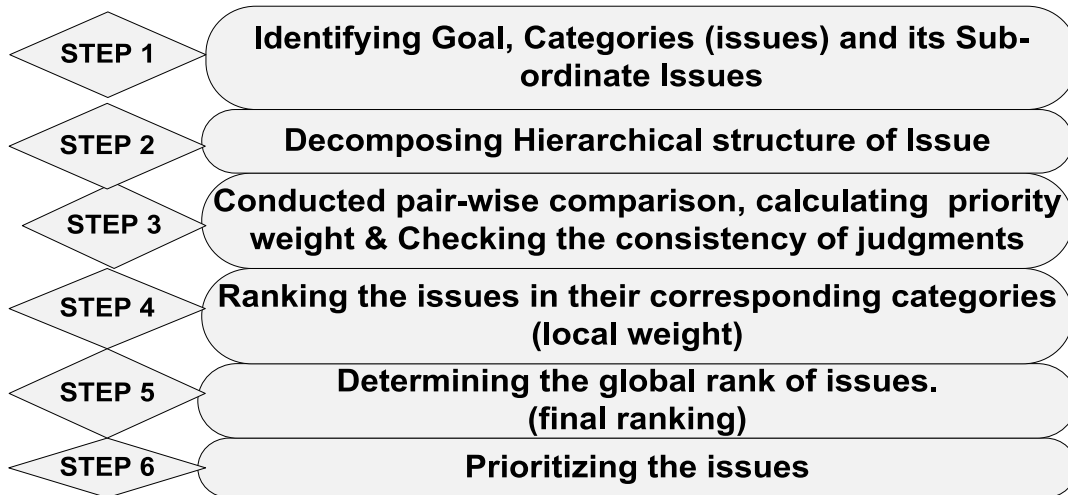 STEP 1
Identifying Goal, Categories (issues) and its Sub-
ordinate Issues
STEP 2
Decomposing Hierarchical structure of Issue
STEP 3
Conducted pair-wise comparison, calculating  priority
weight & Checking the consistency of judgments
STEP 4
Ranking the issues in their corresponding categories
(local weight)
STEP 5
Determining the global rank of issues.
(final ranking)
STEP 6
Prioritizing the issues